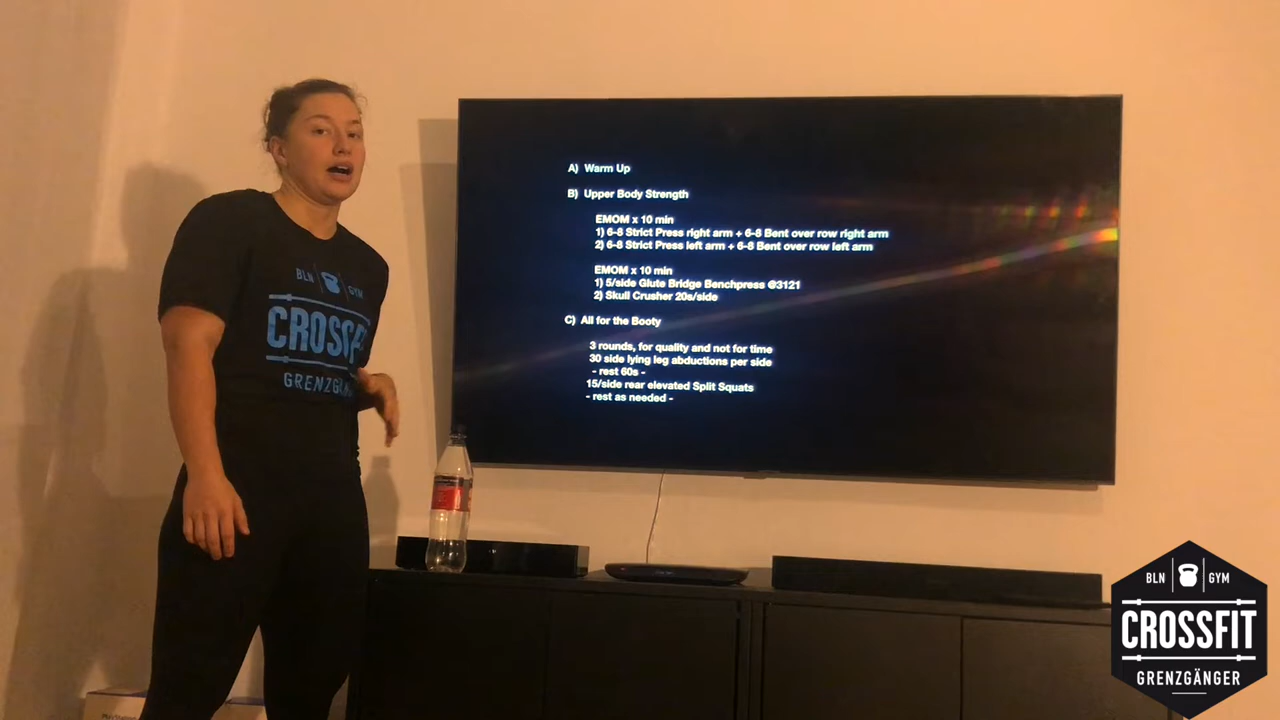 A) Warm Up
B) Upper Body Strength
EMOM x 10 min
1) 6-8 Strict Press right arm + 6-8 Bent over row right arm
2) 6-8 Strict Press left arm + 6-8 Bent over row left arm
EMOM x 10 min
1) 5/side Glute Bridge Benchpress @3121
2) Skull Crusher 20s/side
C) All for the Booty
3 rounds, for quality and not for time
30 side lying leg abductions per side
- rest 60s -
15/side rear elevated Split Squats
- rest as needed -
BLN GYM
CROSSFI
GRENZGÄN
BLN GYM
CROSSFIT
GRENZGÄNGER